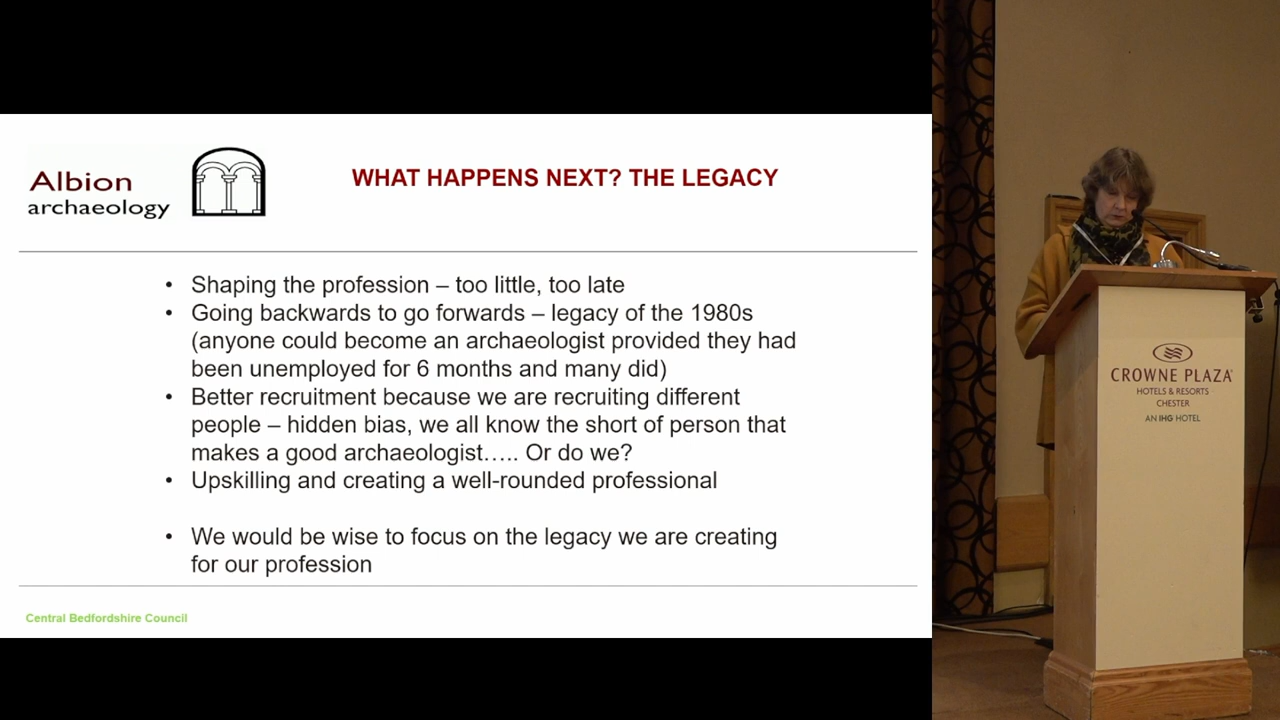 Albion
archaeology
WHAT HAPPENS NEXT? THE LEGACY
• Shaping the profession – too little, too late
• Going backwards to go forwards – legacy of the 1980s
(anyone could become an archaeologist provided they had
been unemployed for 6 months and many did)
• Better recruitment because we are recruiting different
people – hidden bias, we all know the short of person that
makes a good archaeologist….. Or do we?
• Upskilling and creating a well-rounded professional
• We would be wise to focus on the legacy we are creating
for our profession
Central Bedfordshire Council
CROWNE PLAZA
HOTELS & RESORTS
CHESTER
AN IHG HOTEL